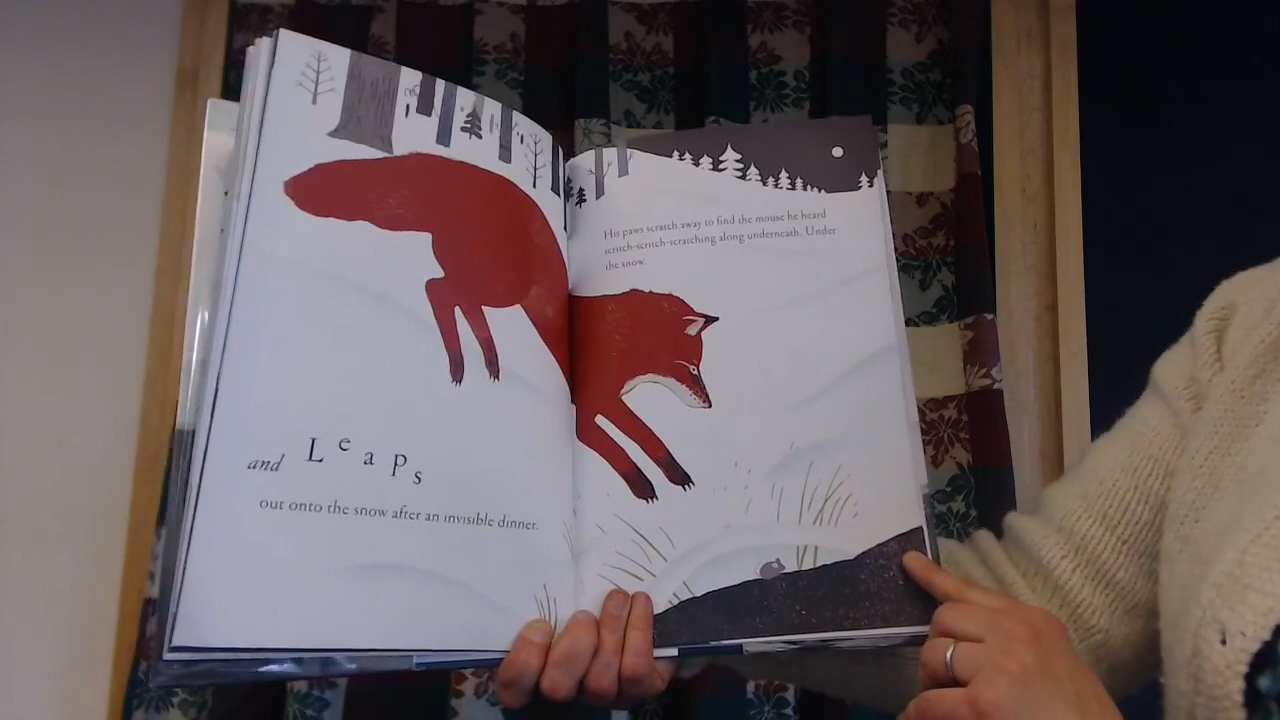 and Leaps
out onto the snow after an invisible dinner.
His paws scratch away to find the mouse he heard
scritch-scritch-scratching along underneath. Under
the snow.